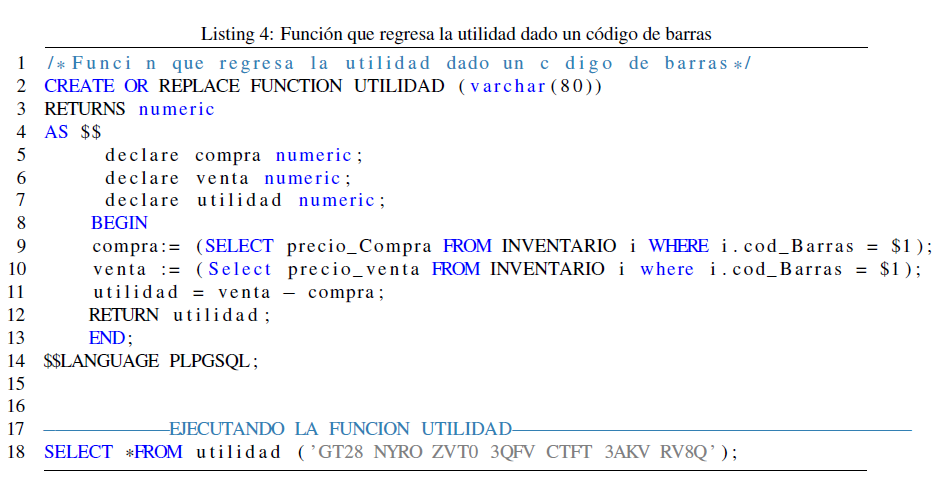 Listing 4: Función que regresa la utilidad dado un código de barras
1 /*Funci n que regresa la utilidad dado un c digo de barras*/
2 CREATE OR REPLACE FUNCTION UTILIDAD (varchar(80))
3 RETURNS numeric
4 AS $$
5 declare compra numeric;
6 declare venta numeric;
7 declare utilidad numeric;
8 BEGIN
9 compra:= (SELECT precio_Compra FROM INVENTARIO i WHERE i.cod_Barras = $1);
10 venta := (Select precio_venta FROM INVENTARIO i where i.cod_Barras = $1);
11 utilidad = venta − compra;
12 RETURN utilidad;
13 END;
14 $$LANGUAGE PLPGSQL;
15
16
17 ——————EJECUTANDO LA FUNCION UTILIDAD————————————————————
18 SELECT *FROM utilidad ('GT28 NYRO ZVT0 3QFV CTFT 3AKV RV8Q');